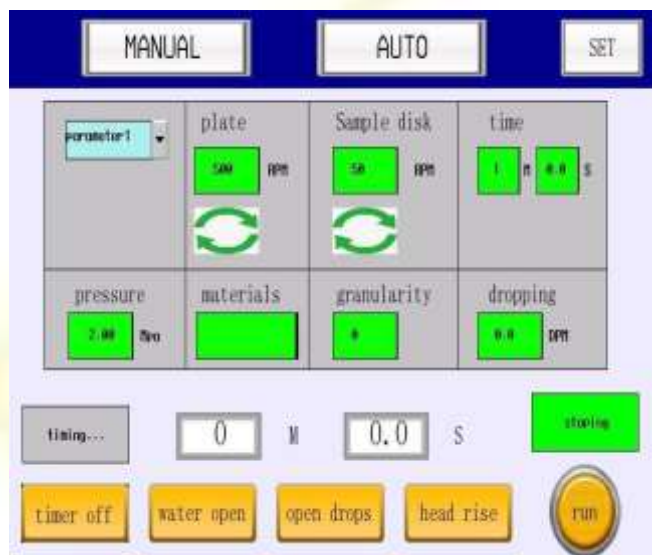 MANUAL AUTO SET
parameter1
plate
500 RPM
Sample disk
50 RPM
time
1 M 0.0 S
pressure
2.00 Mpa
materials
granularity
0
dropping
0.0 DPM
timing...
0 M 0.0 S
stoping
timer off
water open
open drops
head rise
run